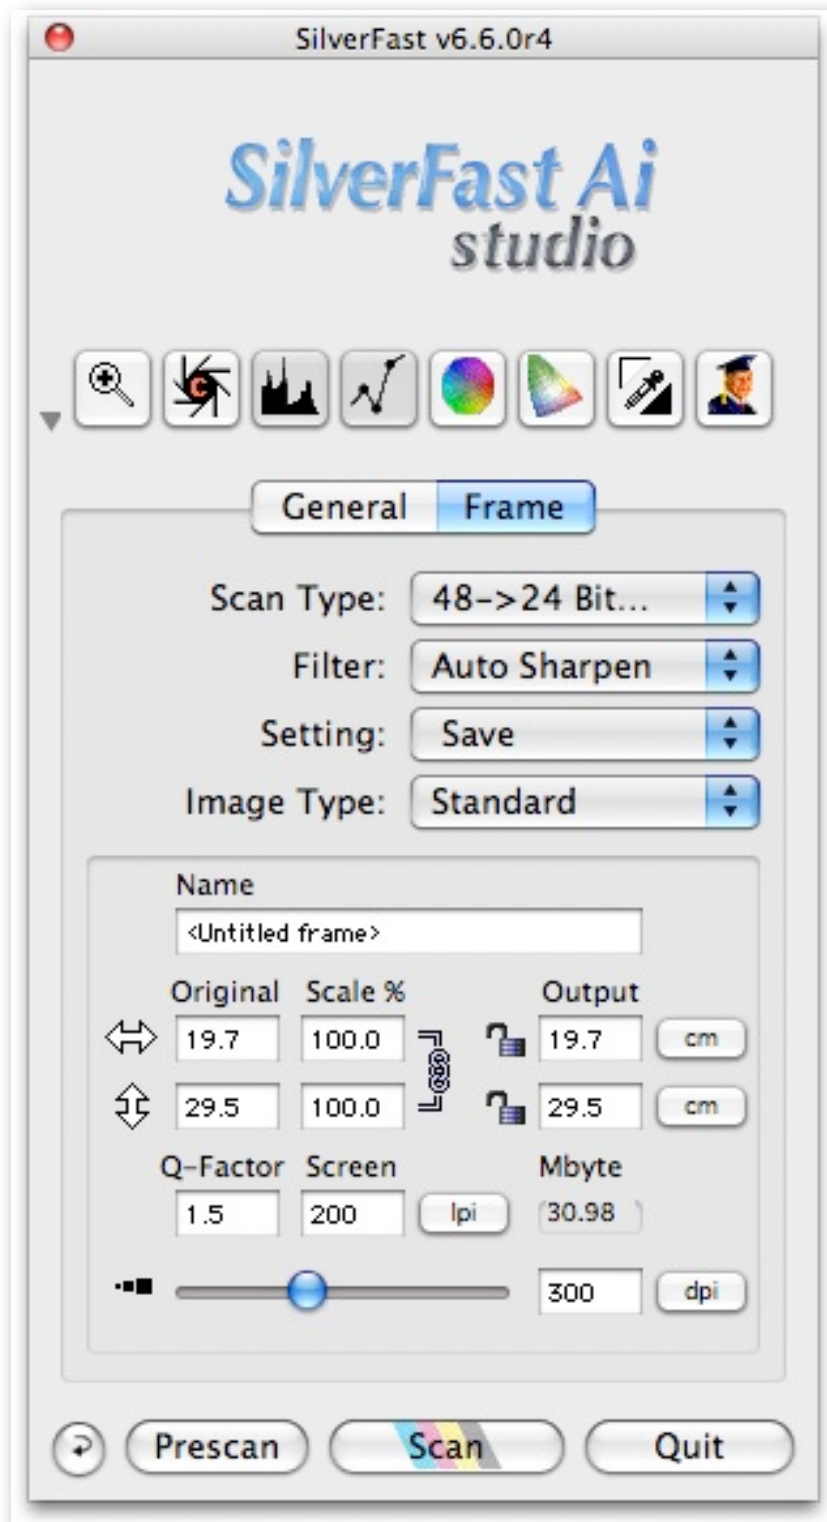 SilverFast v6.6.0r4
SilverFast Ai
studio
C
General Frame
Scan Type: 48->24 Bit...
Filter: Auto Sharpen
Setting: Save
Image Type: Standard
Name
<Untitled frame>
Original Scale % Output
19.7 100.0 19.7 cm
29.5 100.0 29.5 cm
Q-Factor Screen Mbyte
1.5 200 lpi 30.98
300 dpi
Prescan Scan Quit